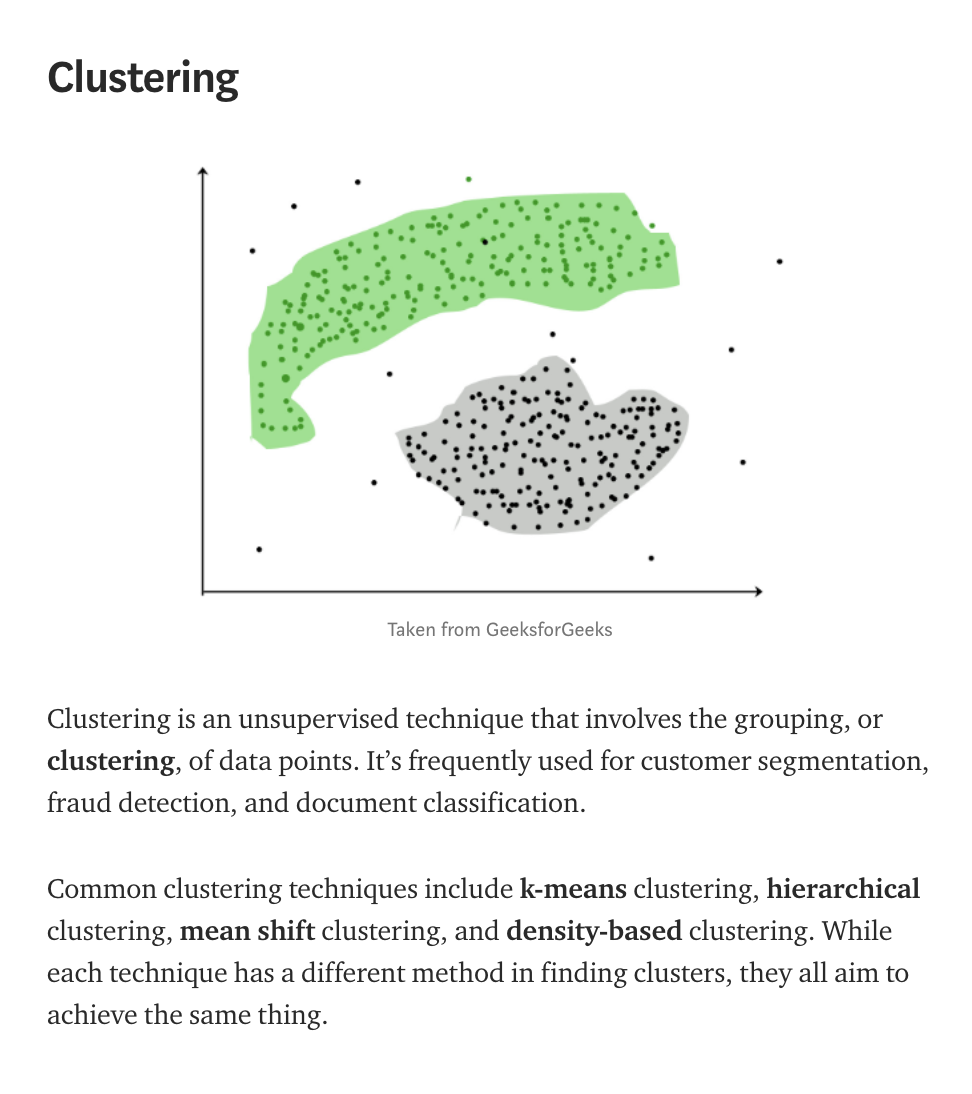 Clustering
Taken from GeeksforGeeks
Clustering is an unsupervised technique that involves the grouping, or
clustering, of data points. It’s frequently used for customer segmentation,
fraud detection, and document classification.
Common clustering techniques include k-means clustering, hierarchical
clustering, mean shift clustering, and density-based clustering. While
each technique has a different method in finding clusters, they all aim to
achieve the same thing.